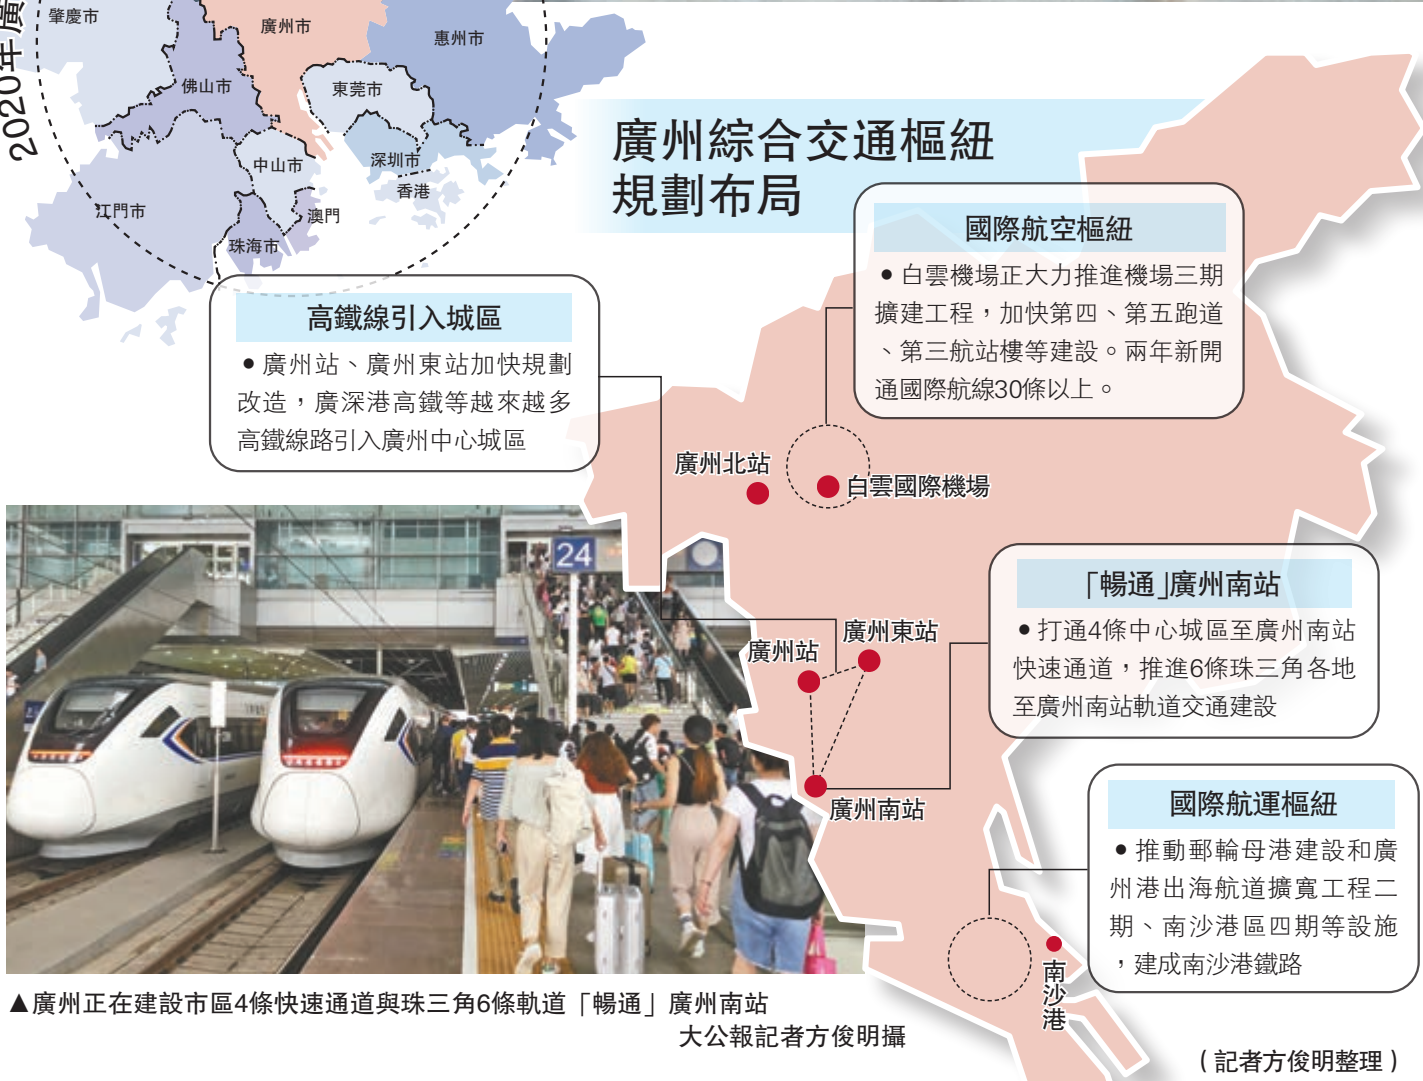 2020年廣
肇慶市
廣州市
惠州市
佛山市
東莞市
中山市
深圳市
香港
江門市
澳門
珠海市
廣州綜合交通樞紐
規劃布局
國際航空樞紐
●白雲機場正大力推進機場三期
擴建工程，加快第四、第五跑道
、第三航站樓等建設。兩年新開
通國際航線30條以上。
高鐵線引入城區
●廣州站、廣州東站加快規劃
改造，廣深港高鐵等越來越多
高鐵線路引入廣州中心城區
廣州北站
白雲國際機場
24
「暢通」廣州南站
●打通4條中心城區至廣州南站
快速通道，推進6條珠三角各地
至廣州南站軌道交通建設
廣州東站
廣州站
廣州南站
國際航運樞紐
●推動郵輪母港建設和廣
州港出海航道擴寬工程二
期、南沙港區四期等設施
，建成南沙港鐵路
南沙港
▲廣州正在建設市區4條快速通道與珠三角6條軌道「暢通」廣州南站
大公報記者方俊明攝
（記者方俊明整理）